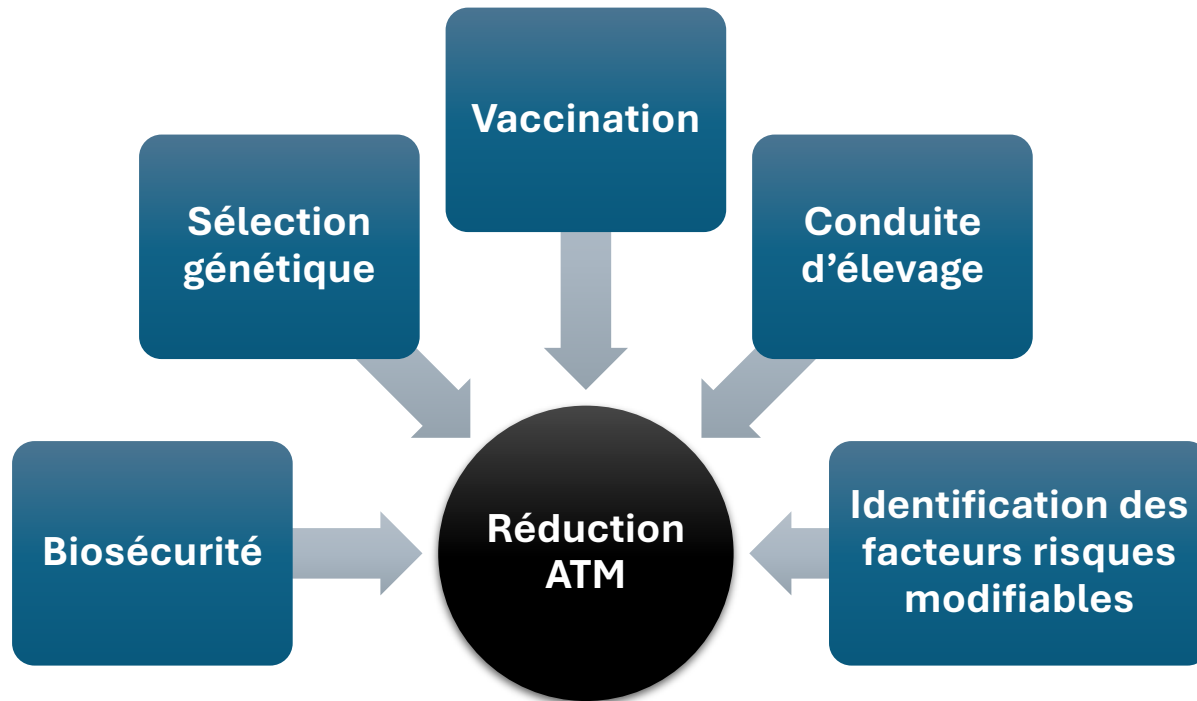 Vaccination
Sélection
génétique
Conduite
d’élevage
Biosécurité
Réduction
ATM
Identification des
facteurs risques
modifiables